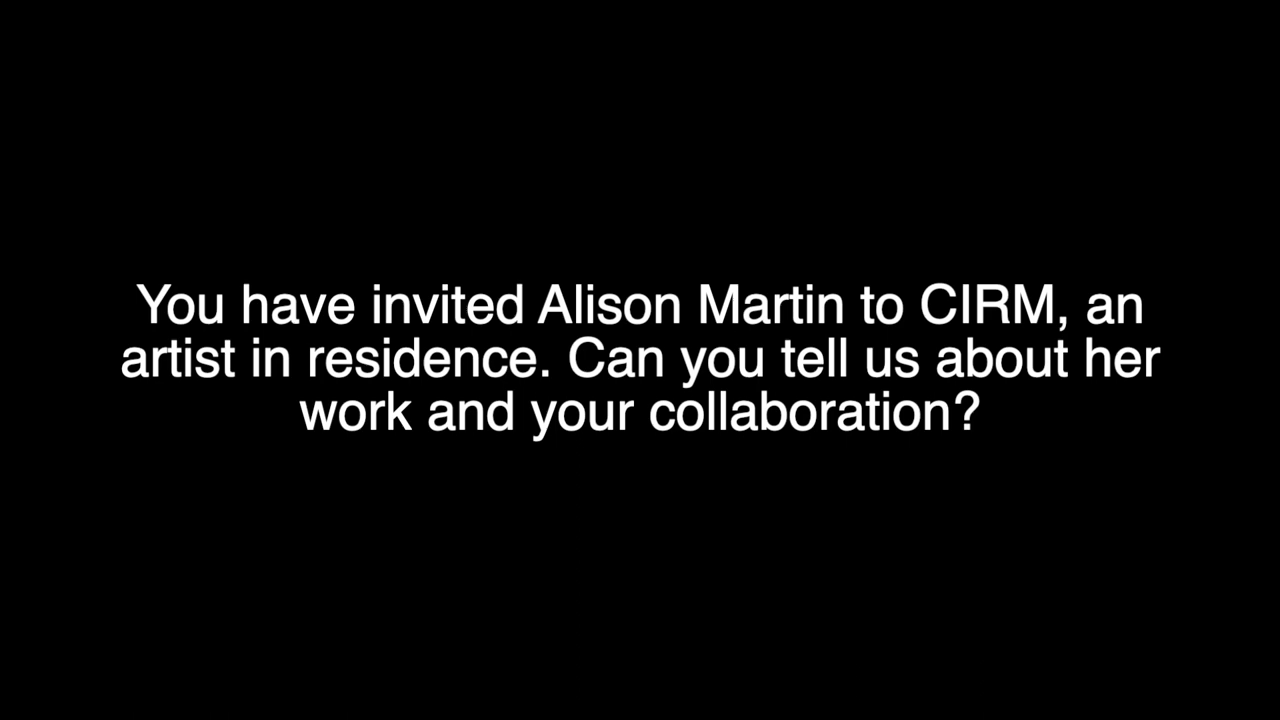 You have invited Alison Martin to CIRM, an
artist in residence. Can you tell us about her
work and your collaboration?